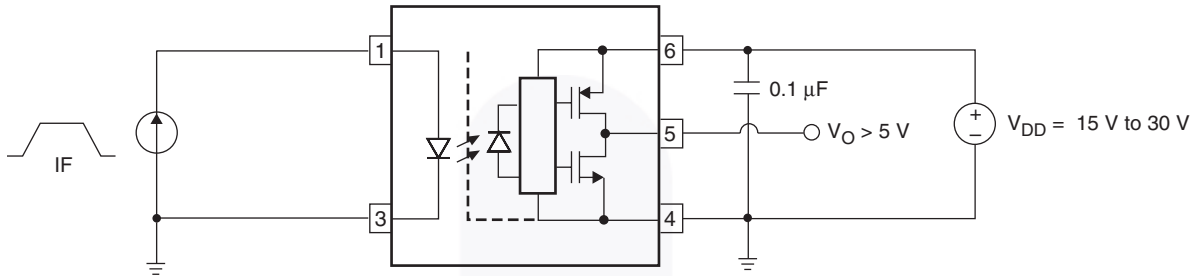 1
3
6
5
4
IF
0.1 μF
V_O > 5 V
+
–
V_DD = 15 V to 30 V